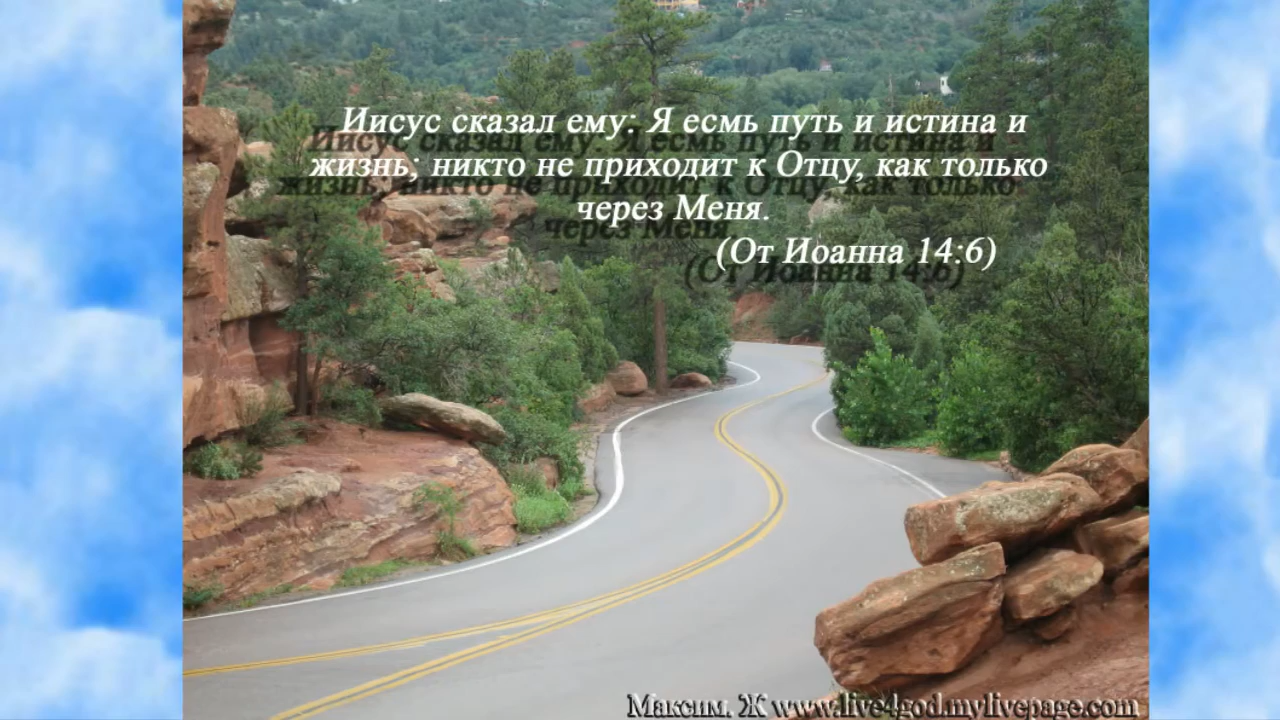 Иисус сказал ему: Я есмь путь и истина и
жизнь; никто не приходит к Отцу, как только
через Меня.
(От Иоанна 14:6)
Максим. Ж www.live4god.mylivepage.com